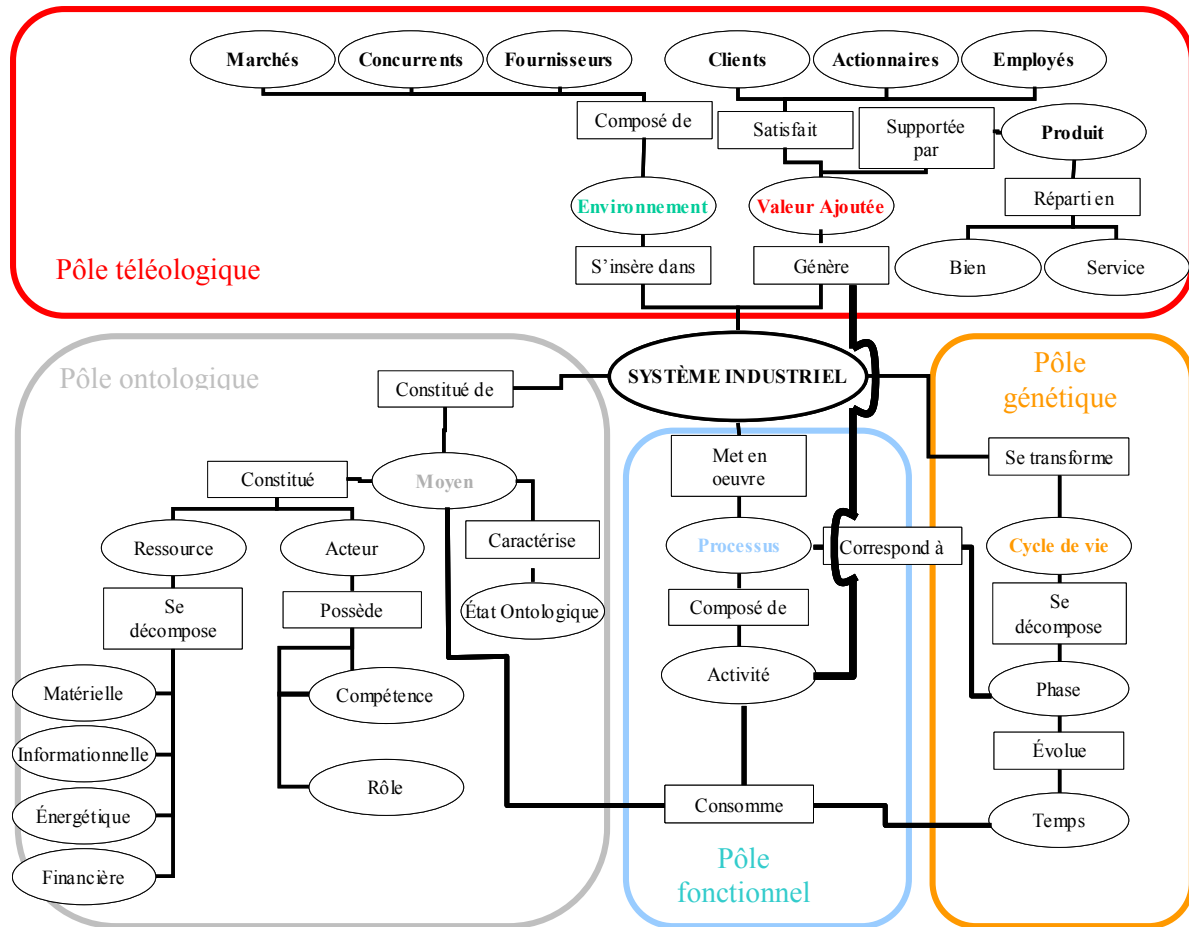 Marchés
Concurrents
Fournisseurs
Clients
Actionnaires
Employés
Composé de
Satisfait
Supportée
par
Produit
Environnement
Valeur Ajoutée
Réparti en
Pôle téléologique
S’insère dans
Génère
Bien
Service
Pôle ontologique
Constitué de
SYSTÈME INDUSTRIEL
Pôle
génétique
Constitué
Moyen
Met en
oeuvre
Se transforme
Ressource
Acteur
Caractérise
Processus
Correspond à
Cycle de vie
Se
décompose
Possède
État Ontologique
Composé de
Se
décompose
Matérielle
Compétence
Activité
Phase
Informationnelle
Évolue
Énergétique
Rôle
Consomme
Temps
Financière
Pôle
fonctionnel